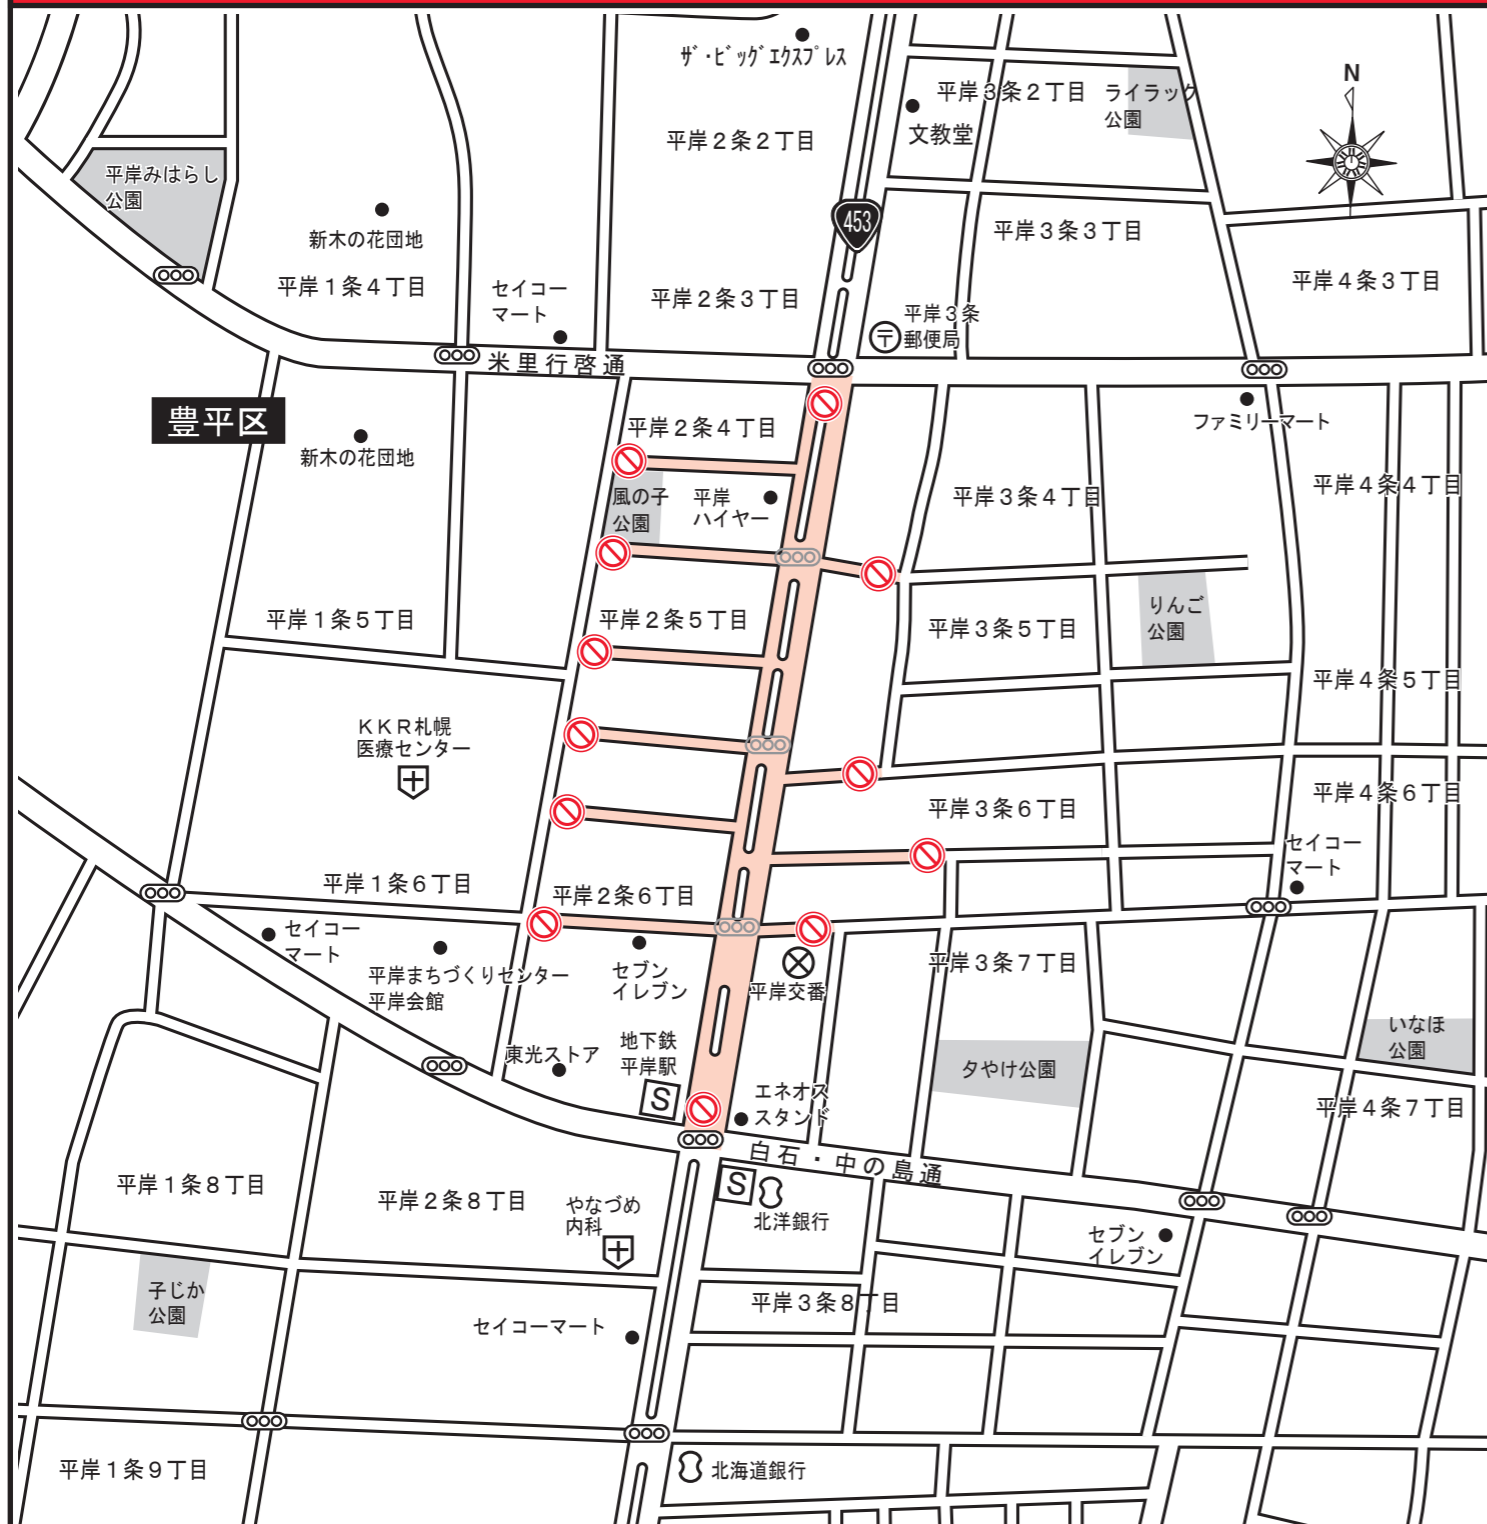 ザ・ビッグエクスプレス
N
平岸3条2丁目
ライラック
公園
文教堂
平岸2条2丁目
平岸みはらし
公園
453
新木の花団地
平岸3条3丁目
平岸1条4丁目
セイコー
マート
平岸2条3丁目
平岸4条3丁目
平岸3条
郵便局
〒
米里行啓通
豊平区
平岸2条4丁目
ファミリーマート
新木の花団地
風の子
公園
平岸
ハイヤー
平岸3条4丁目
平岸4条4丁目
平岸1条5丁目
平岸2条5丁目
平岸3条5丁目
りんご
公園
平岸4条5丁目
KKR札幌
医療センター
平岸3条6丁目
平岸4条6丁目
セイコー
マート
平岸1条6丁目
平岸2条6丁目
セイコー
マート
平岸まちづくりセンター
平岸会館
セブン
イレブン
平岸交番
平岸3条7丁目
いなほ
公園
東光ストア
地下鉄
平岸駅
S
エネオス
スタンド
夕やけ公園
平岸4条7丁目
白石・中の島通
平岸1条8丁目
平岸2条8丁目
やなづめ
内科
S
北洋銀行
セブン
イレブン
子じか
公園
セイコーマート
平岸3条8丁目
平岸1条9丁目
北海道銀行